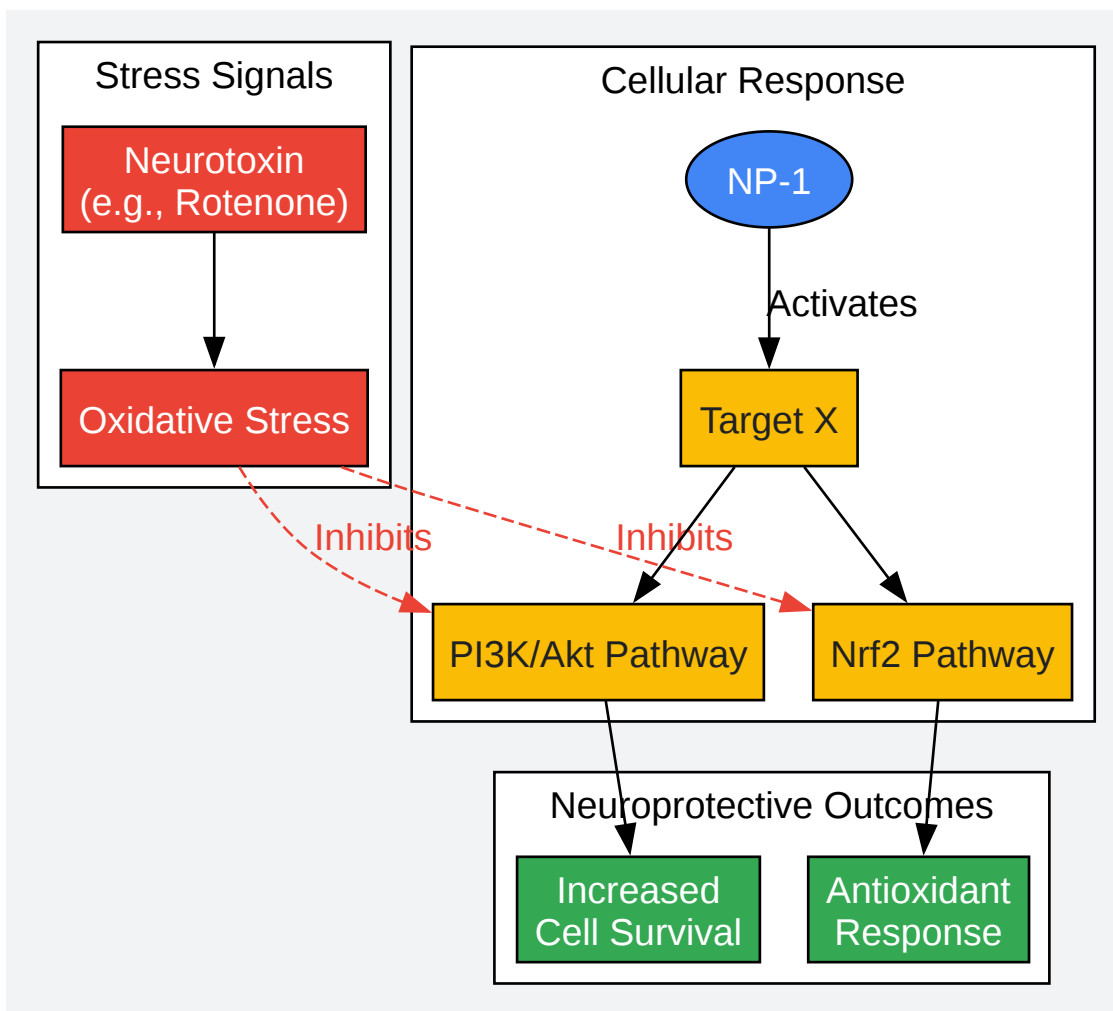 Stress Signals
Neurotoxin
(e.g., Rotenone)
Oxidative Stress
Cellular Response
NP-1
Activates
Target X
Inhibits
Inhibits
PI3K/Akt Pathway
Nrf2 Pathway
Neuroprotective Outcomes
Increased
Cell Survival
Antioxidant
Response